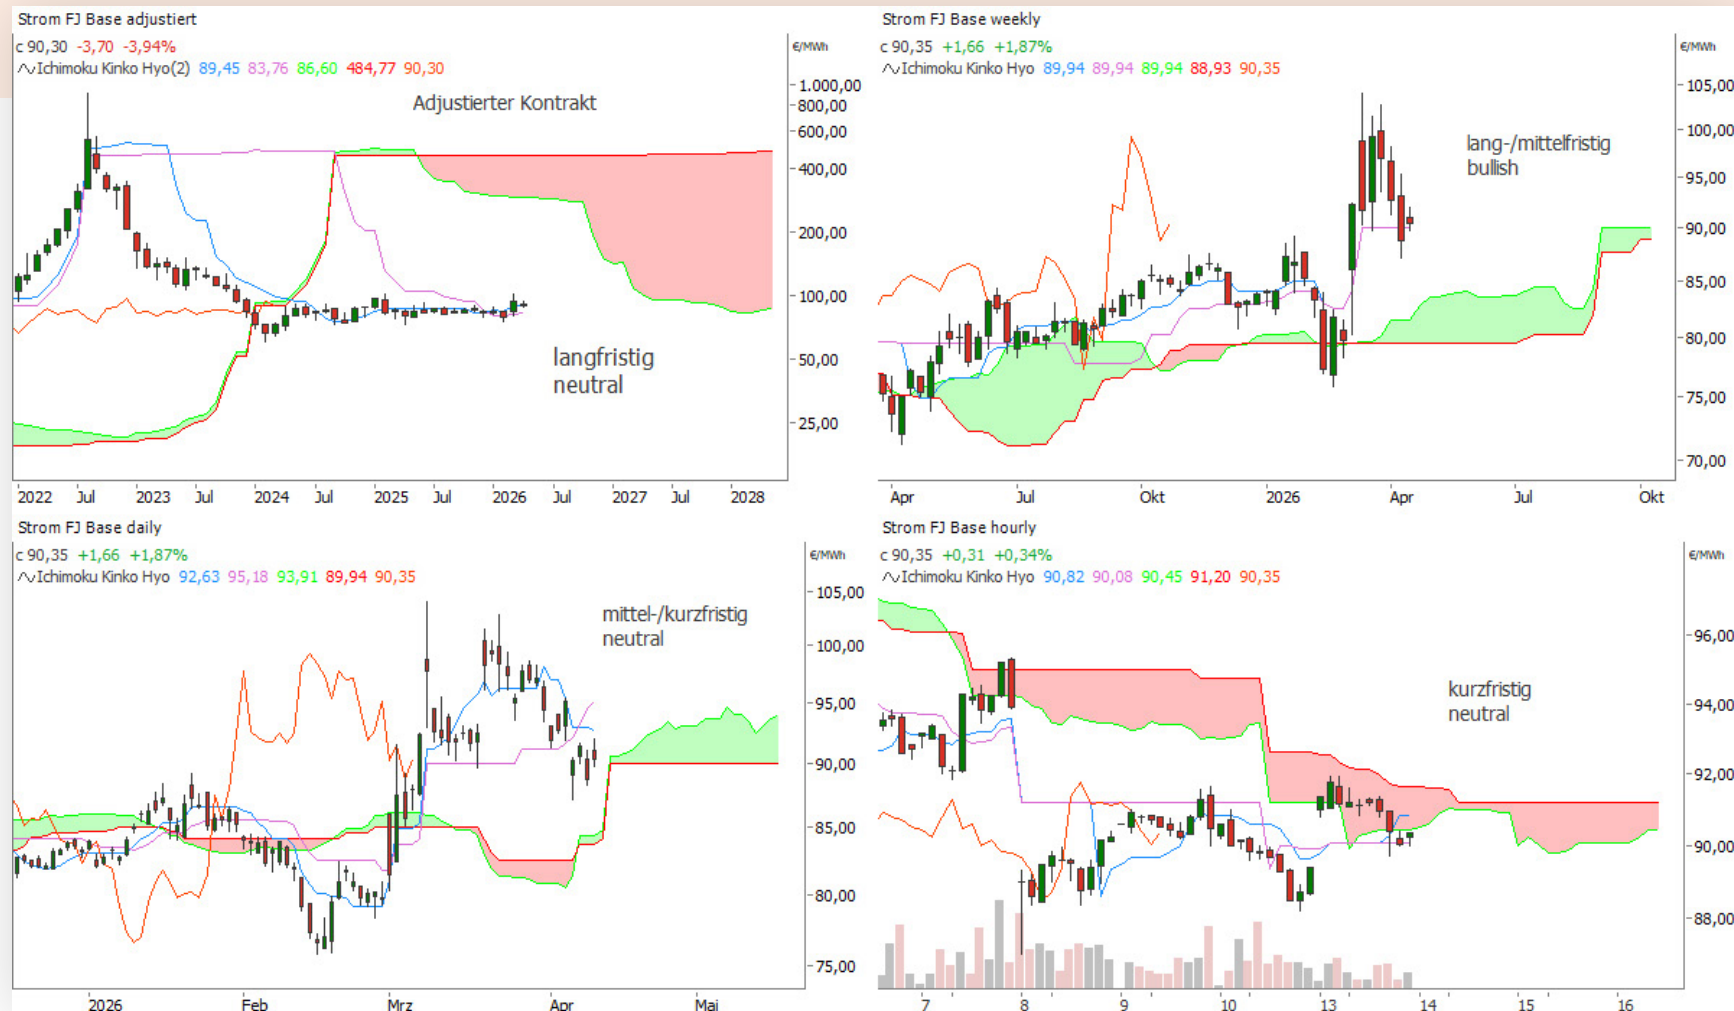 Strom FJ Base adjustiert
c 90,30 -3,70 -3,94%
Ichimoku Kinko Hyo(2) 89,45 83,76 86,60 484,77 90,30
Adjustierter Kontrakt
langfristig
neutral
€/MWh
1.000,00
800,00
600,00
400,00
200,00
100,00
50,00
25,00
2022 Jul 2023 Jul 2024 Jul 2025 Jul 2026 Jul 2027 Jul 2028
Strom FJ Base weekly
c 90,35 +1,66 +1,87%
Ichimoku Kinko Hyo 89,94 89,94 89,94 88,93 90,35
lang-/mittelfristig
bullish
€/MWh
105,00
100,00
95,00
90,00
85,00
80,00
75,00
70,00
Apr Jul Okt 2026 Apr Jul Okt
Strom FJ Base daily
c 90,35 +1,66 +1,87%
Ichimoku Kinko Hyo 92,63 95,18 93,91 89,94 90,35
mittel-/kurzfristig
neutral
€/MWh
105,00
100,00
95,00
90,00
85,00
80,00
75,00
2026 Feb Mrz Apr Mai
Strom FJ Base hourly
c 90,35 +0,31 +0,34%
Ichimoku Kinko Hyo 90,82 90,08 90,45 91,20 90,35
kurzfristig
neutral
€/MWh
96,00
94,00
92,00
90,00
88,00
7 8 9 10 13 14 15 16